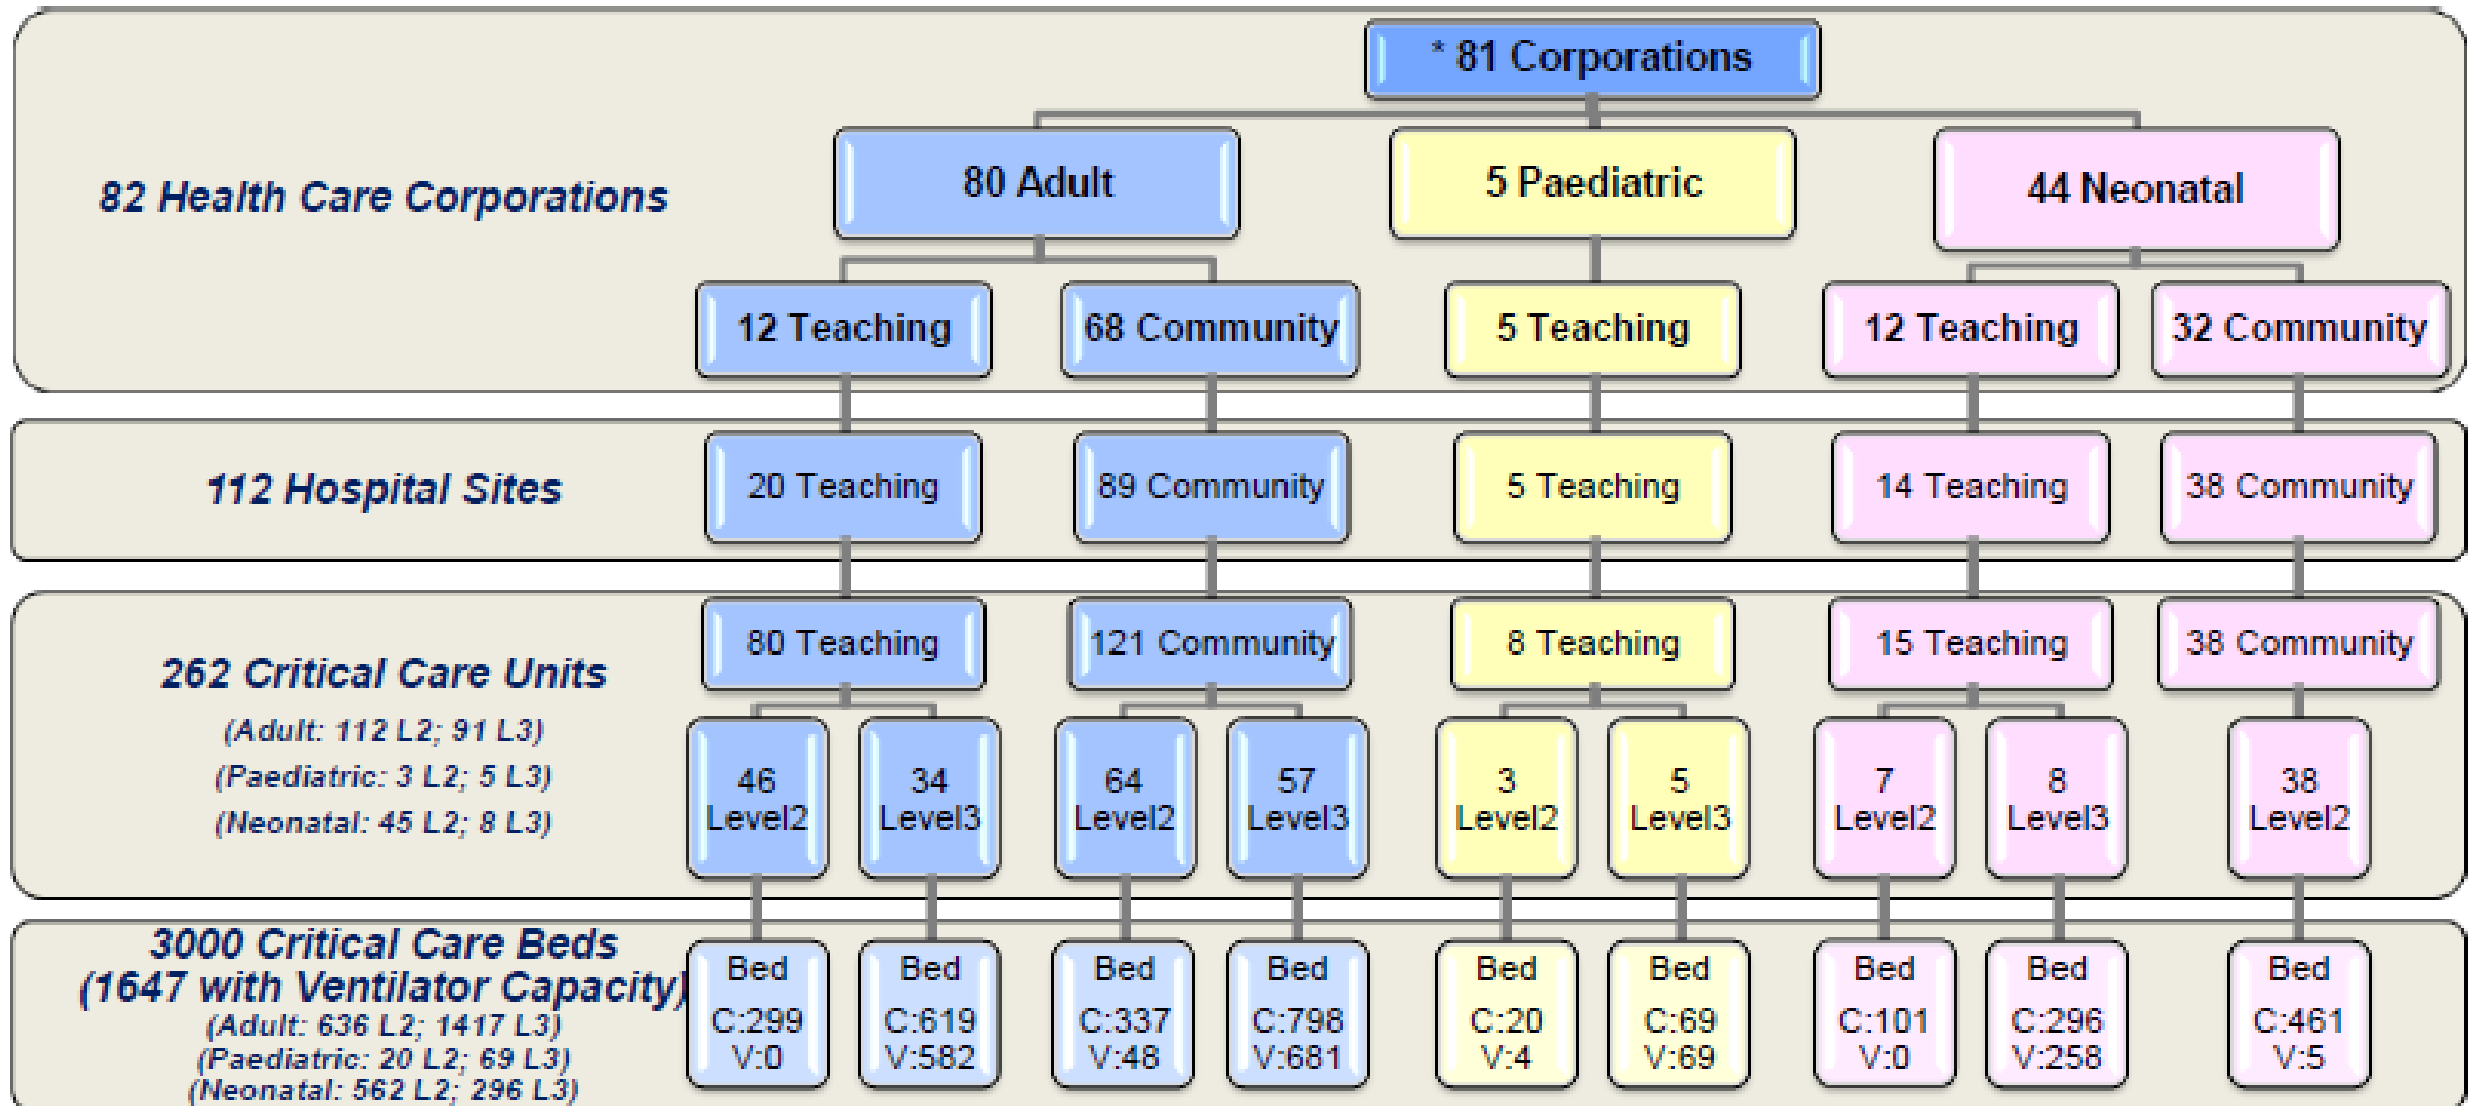 * 81 Corporations
82 Health Care Corporations
80 Adult
5 Paediatric
44 Neonatal
12 Teaching
68 Community
5 Teaching
12 Teaching
32 Community
112 Hospital Sites
20 Teaching
89 Community
5 Teaching
14 Teaching
38 Community
262 Critical Care Units
(Adult: 112 L2; 91 L3)
(Paediatric: 3 L2; 5 L3)
(Neonatal: 45 L2; 8 L3)
80 Teaching
121 Community
8 Teaching
15 Teaching
38 Community
46
Level2
34
Level3
64
Level2
57
Level3
3
Level2
5
Level3
7
Level2
8
Level3
38
Level2
3000 Critical Care Beds
(1647 with Ventilator Capacity)
(Adult: 636 L2; 1417 L3)
(Paediatric: 20 L2; 69 L3)
(Neonatal: 562 L2; 296 L3)
Bed
C:299
V:0
Bed
C:619
V:582
Bed
C:337
V:48
Bed
C:798
V:681
Bed
C:20
V:4
Bed
C:69
V:69
Bed
C:101
V:0
Bed
C:296
V:258
Bed
C:461
V:5